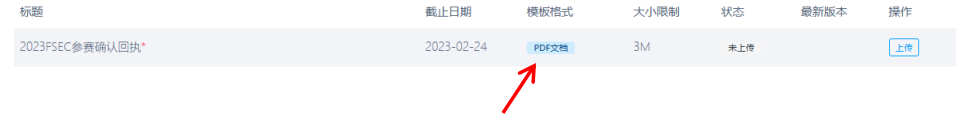 标题 截止日期 模板格式 大小限制 状态 最新版本 操作
2023FSEC参赛确认回执* 2023-02-24 PDF文档 3M 未上传 上传